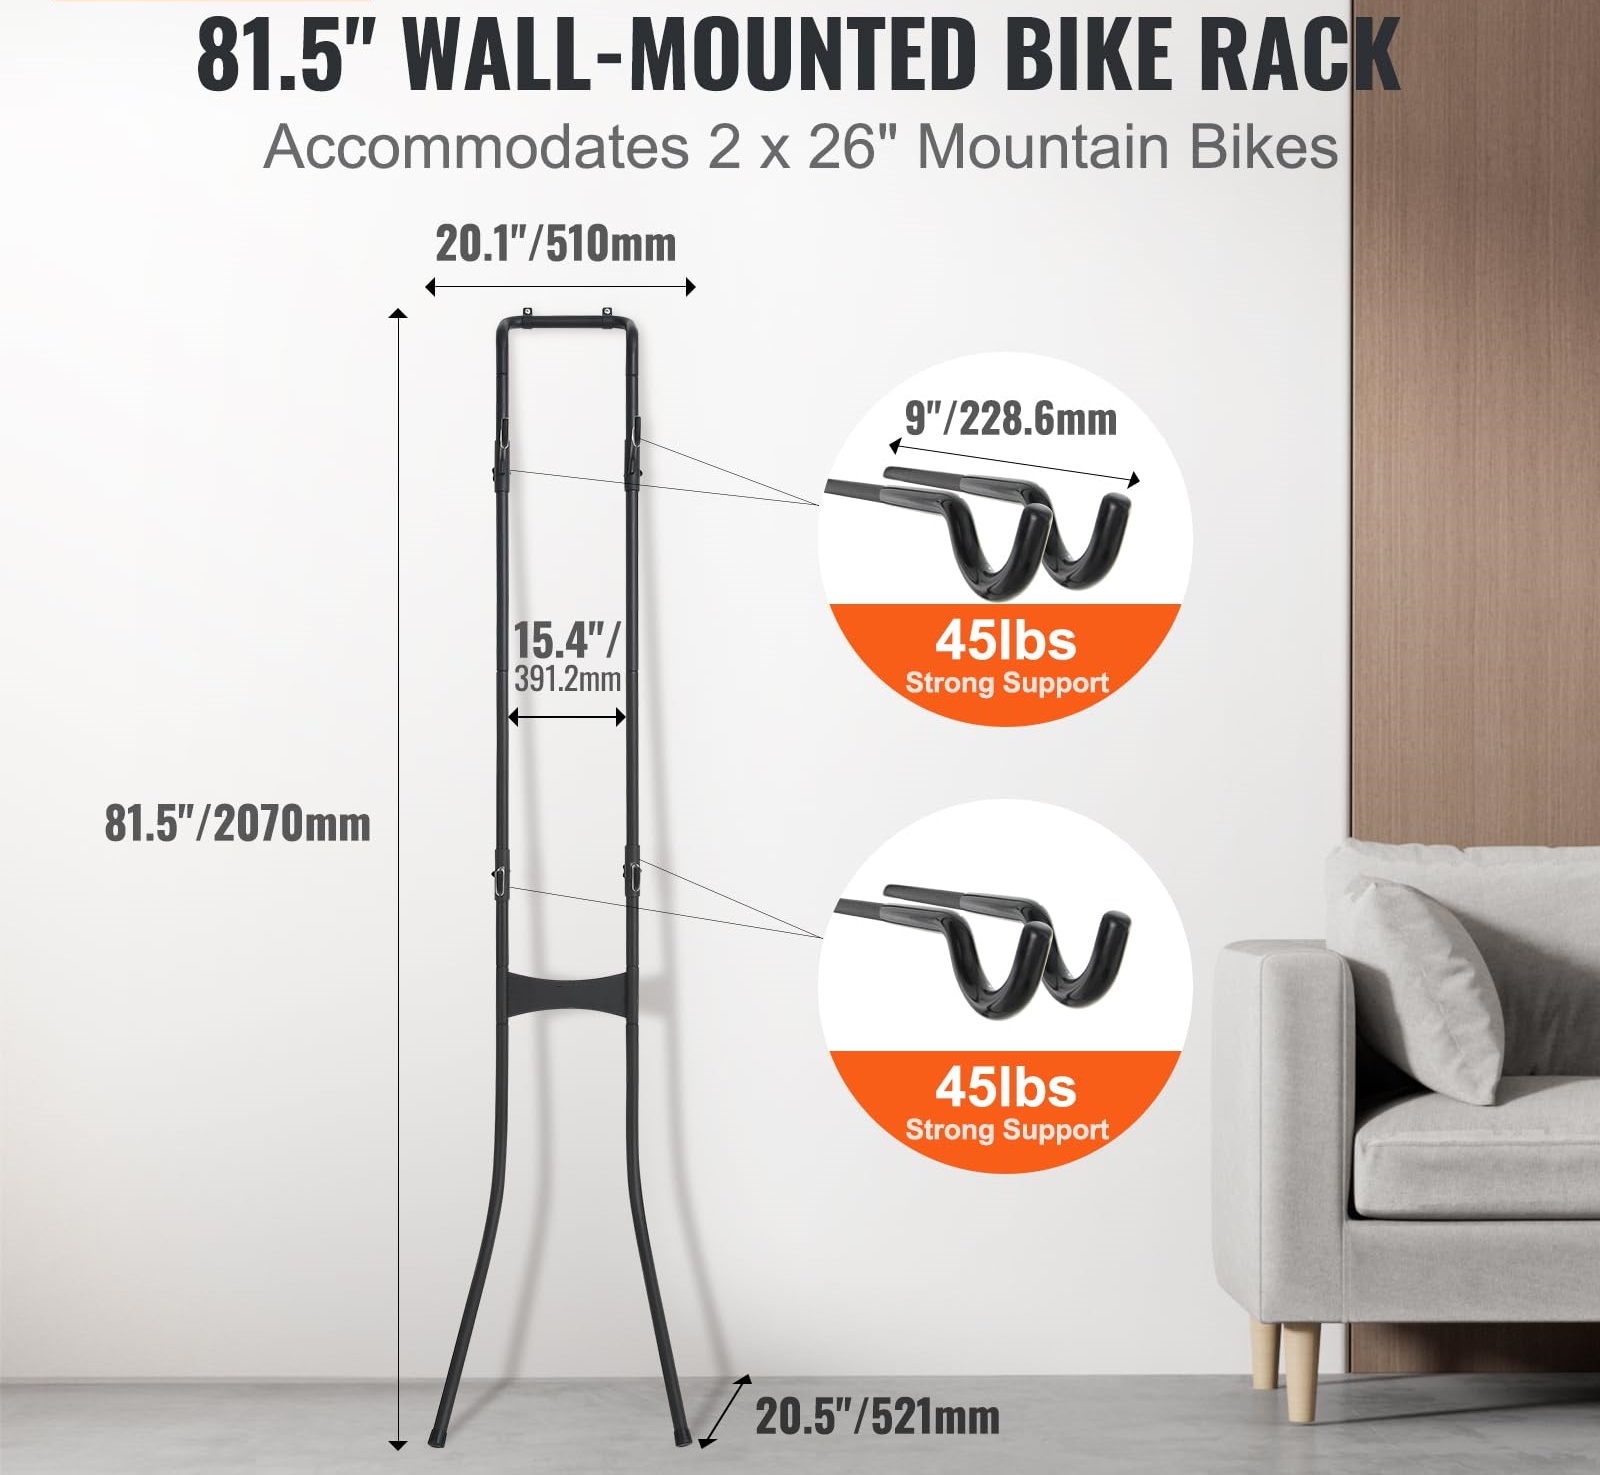 81.5" WALL-MOUNTED BIKE RACK
Accommodates 2 x 26" Mountain Bikes
20.1"/510mm
9"/228.6mm
45lbs
Strong Support
15.4"/
391.2mm
81.5"/2070mm
45lbs
Strong Support
20.5"/521mm